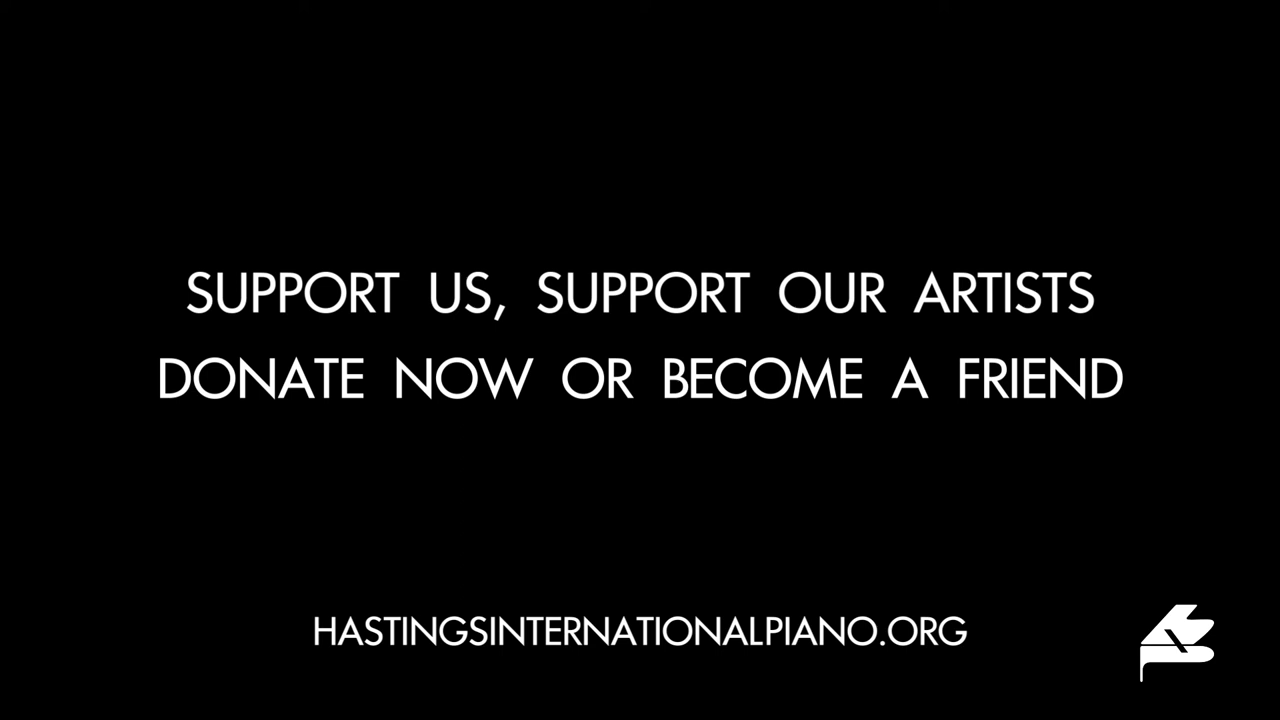 SUPPORT US, SUPPORT OUR ARTISTS
DONATE NOW OR BECOME A FRIEND
HASTINGSINTERNATIONALPIANO.ORG